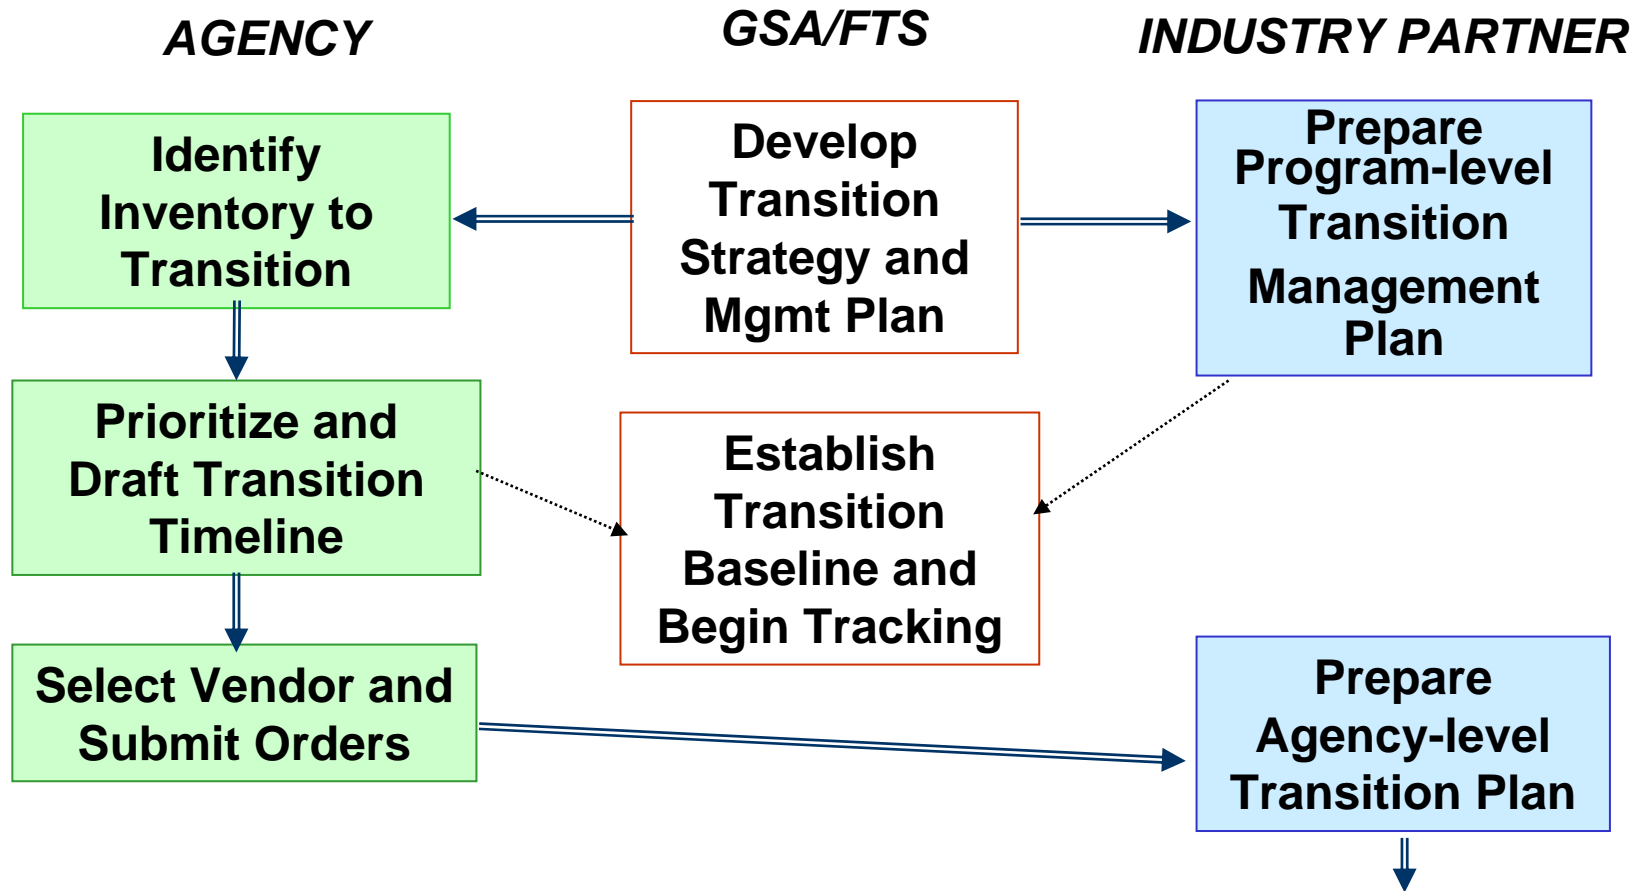 AGENCY
GSA/FTS
INDUSTRY PARTNER
Identify
Inventory to
Transition
Develop
Transition
Strategy and
Mgmt Plan
Prepare
Program-level
Transition
Management
Plan
Prioritize and
Draft Transition
Timeline
Establish
Transition
Baseline and
Begin Tracking
Select Vendor and
Submit Orders
Prepare
Agency-level
Transition Plan